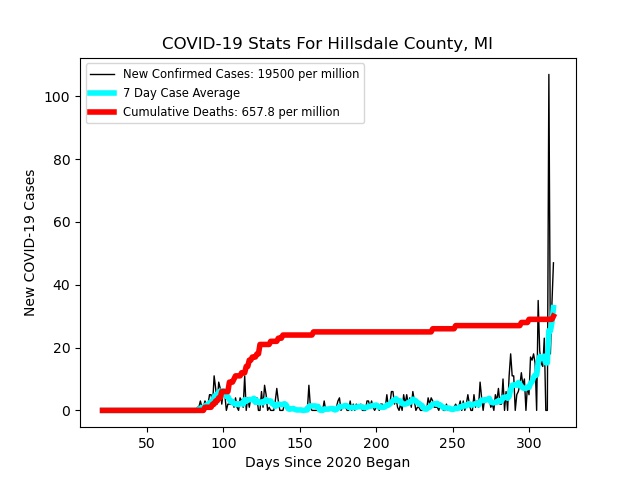 COVID-19 Stats For Hillsdale County, MI
New Confirmed Cases: 19500 per million
7 Day Case Average
Cumulative Deaths: 657.8 per million
New COVID-19 Cases
100
80
60
40
20
0
50 100 150 200 250 300
Days Since 2020 Began